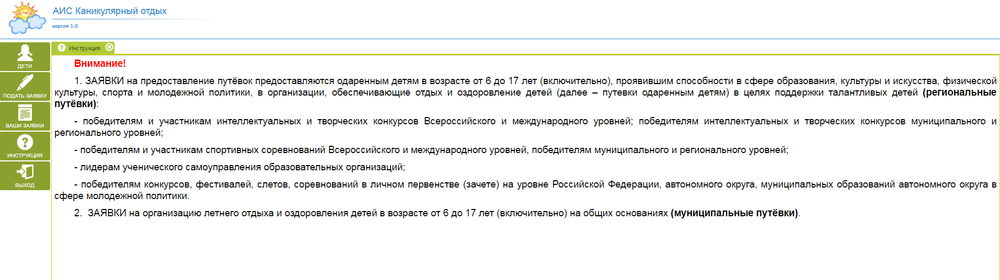 АИС Каникулярный отдых
версия 1.0
Инструкция
ДЕТИ
ПОДАТЬ ЗАЯВКУ
ВАШИ ЗАЯВКИ
ИНСТРУКЦИЯ
ВЫХОД
Внимание!
1. ЗАЯВКИ на предоставление путёвок предоставляются одаренным детям в возрасте от 6 до 17 лет (включительно), проявившим способности в сфере образования, культуры и искусства, физической
культуры, спорта и молодежной политики, в организации, обеспечивающие отдых и оздоровление детей (далее – путевки одаренным детям) в целях поддержки талантливых детей (региональные
путёвки):
- победителям и участникам интеллектуальных и творческих конкурсов Всероссийского и международного уровней; победителям интеллектуальных и творческих конкурсов муниципального и
регионального уровней;
- победителям и участникам спортивных соревнований Всероссийского и международного уровней, победителям муниципального и регионального уровней;
- лидерам ученического самоуправления образовательных организаций;
- победителям конкурсов, фестивалей, слетов, соревнований в личном первенстве (зачете) на уровне Российской Федерации, автономного округа, муниципальных образований автономного округа в
сфере молодежной политики.
2. ЗАЯВКИ на организацию летнего отдыха и оздоровления детей в возрасте от 6 до 17 лет (включительно) на общих основаниях (муниципальные путёвки).